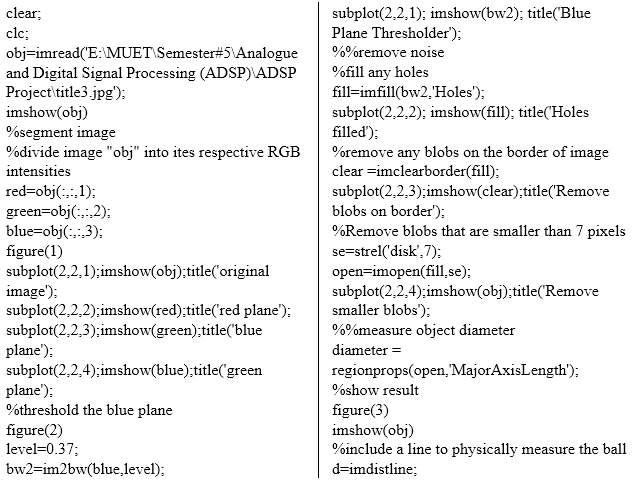 clear;
clc;
obj=imread('E:\MUET\Semester#5\Analogue
and Digital Signal Processing (ADSP)\ADSP
Project\title3.jpg');
imshow(obj)
%segment image
%divide image "obj" into ites respective RGB
intensities
red=obj(:,:,1);
green=obj(:,:,2);
blue=obj(:,:,3);
figure(1)
subplot(2,2,1);imshow(obj);title('original
image');
subplot(2,2,2);imshow(red);title('red plane');
subplot(2,2,3);imshow(green);title('blue
plane');
subplot(2,2,4);imshow(blue);title('green
plane');
%threshold the blue plane
figure(2)
level=0.37;
bw2=im2bw(blue,level);
subplot(2,2,1); imshow(bw2); title('Blue
Plane Thresholder');
%%remove noise
%fill any holes
fill=imfill(bw2,'Holes');
subplot(2,2,2); imshow(fill); title('Holes
filled');
%remove any blobs on the border of image
clear =imclearborder(fill);
subplot(2,2,3);imshow(clear);title('Remove
blobs on border');
%Remove blobs that are smaller than 7 pixels
se=strel('disk',7);
open=imopen(fill,se);
subplot(2,2,4);imshow(obj);title('Remove
smaller blobs');
%%measure object diameter
diameter =
regionprops(open,'MajorAxisLength');
%show result
figure(3)
imshow(obj)
%include a line to physically measure the ball
d=imdistline;